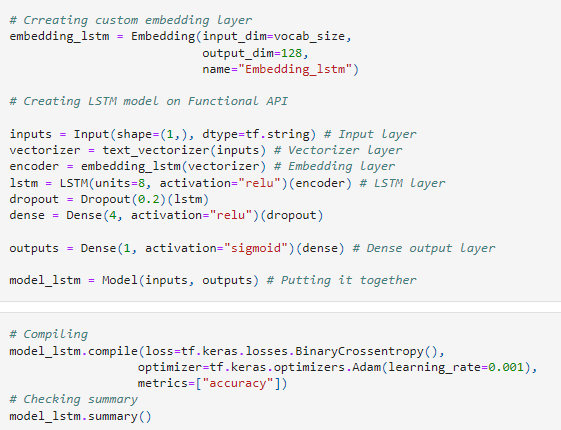 # Crreating custom embedding layer
embedding_lstm = Embedding(input_dim=vocab_size,
output_dim=128,
name="Embedding_lstm")
# Creating LSTM model on Functional API
inputs = Input(shape=(1,), dtype=tf.string) # Input layer
vectorizer = text_vectorizer(inputs) # Vectorizer layer
encoder = embedding_lstm(vectorizer) # Embedding Layer
lstm = LSTM(units=8, activation="relu")(encoder) # LSTM Layer
dropout = Dropout(0.2)(lstm)
dense = Dense(4, activation="relu")(dropout)
outputs = Dense(1, activation="sigmoid")(dense) # Dense output layer
model_lstm = Model(inputs, outputs) # Putting it together
# Compiling
model_lstm.compile(loss=tf.keras.losses.BinaryCrossentropy(),
optimizer=tf.keras.optimizers.Adam(learning_rate=0.001),
metrics=["accuracy"])
# Checking summary
model_lstm.summary()